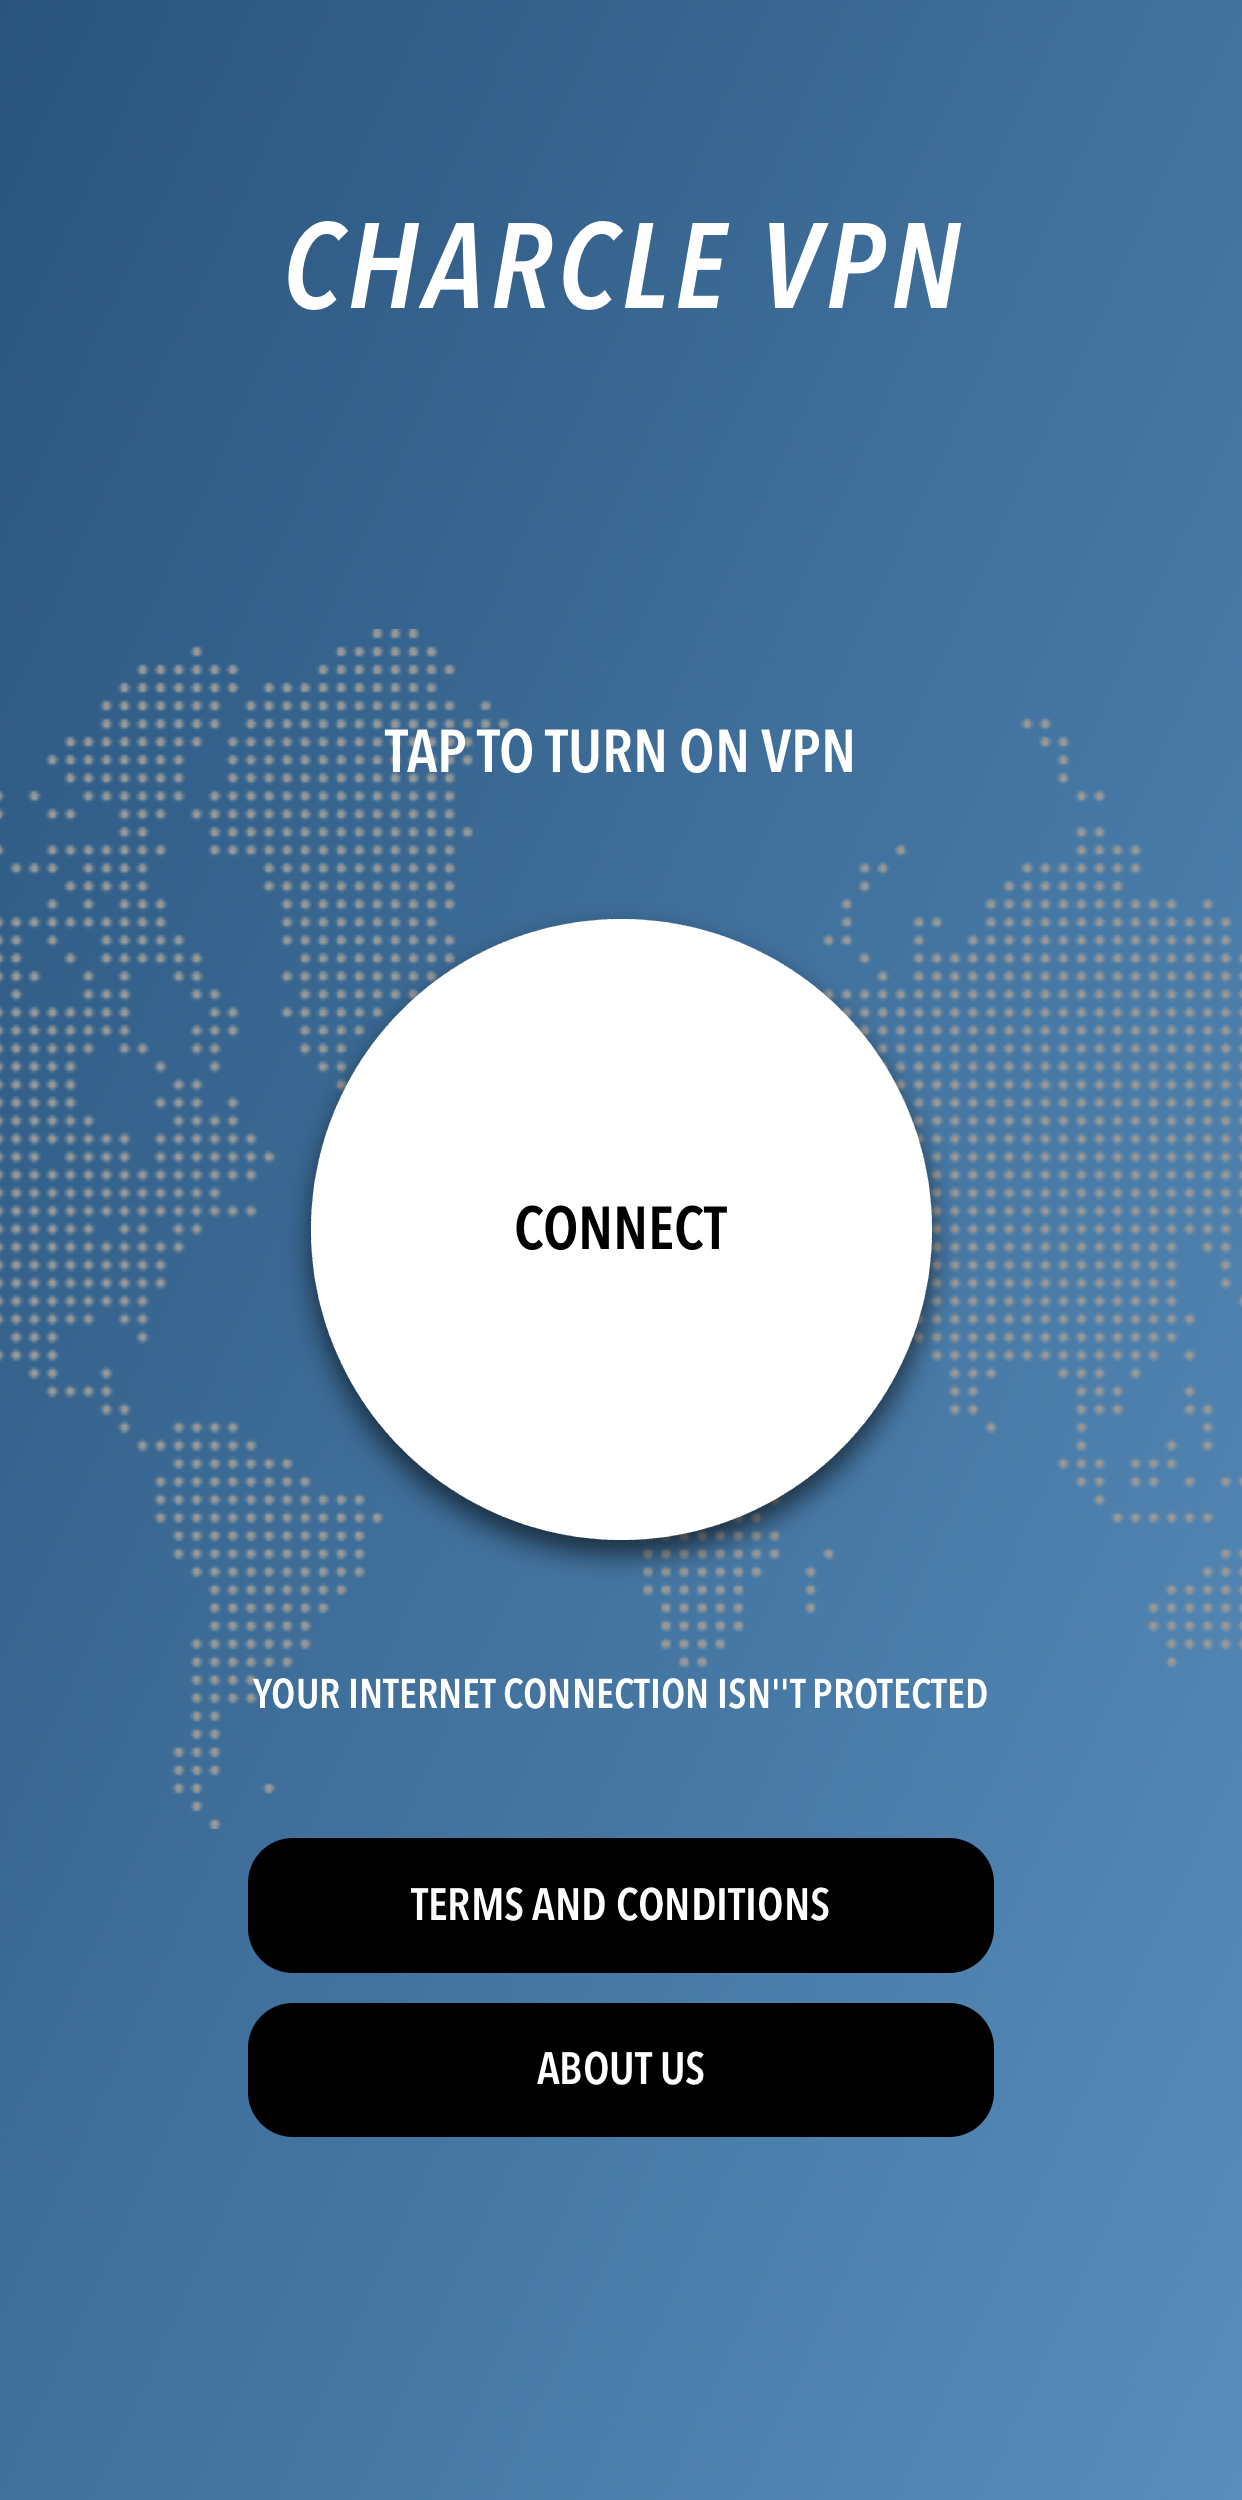 CHARCLE VPN
TAP TO TURN ON VPN
CONNECT
YOUR INTERNET CONNECTION ISN''T PROTECTED
TERMS AND CONDITIONS
ABOUT US